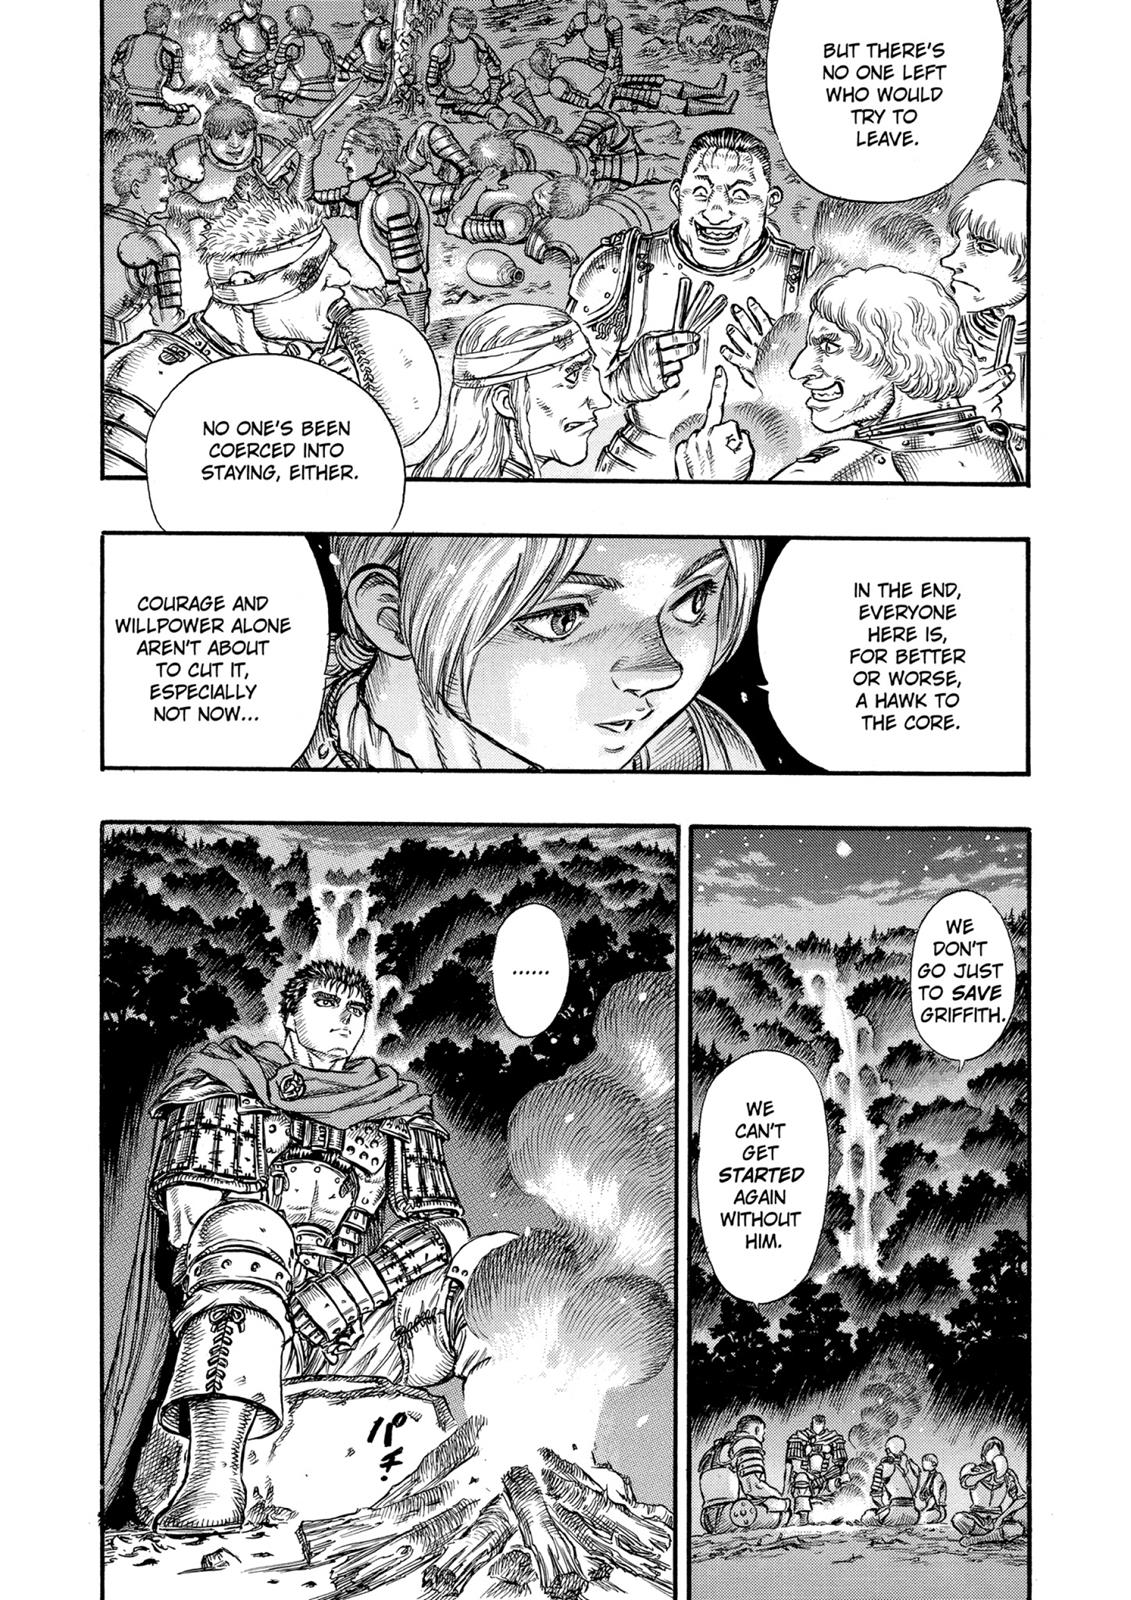 BUT THERE'S
NO ONE LEFT
WHO WOULD
TRY TO
LEAVE.
NO ONE'S BEEN
COERCED INTO
STAYING, EITHER.
IN THE END,
EVERYONE
HERE IS,
FOR BETTER
OR WORSE,
A HAWK TO
THE CORE.
COURAGE AND
WILLPOWER ALONE
AREN'T ABOUT
TO CUT IT,
ESPECIALLY
NOT NOW...
WE
DON'T
GO JUST
TO SAVE
GRIFFITH.
WE
CAN'T
GET
STARTED
AGAIN
WITHOUT
HIM.
......
パチ